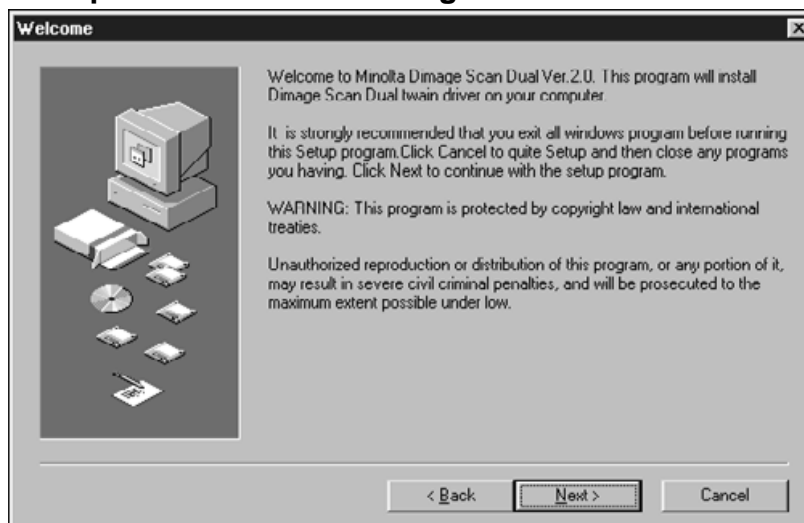 Welcome
Welcome to Minolta Dimage Scan Dual Ver.2.0. This program will install
Dimage Scan Dual twain driver on your computer.
It is strongly recommended that you exit all windows program before running
this Setup program.Click Cancel to quite Setup and then close any programs
you having. Click Next to continue with the setup program.
WARNING: This program is protected by copyright law and international
treaties.
Unauthorized reproduction or distribution of this program, or any portion of it,
may result in severe civil criminal penalties, and will be prosecuted to the
maximum extent possible under low.
< Back Next > Cancel